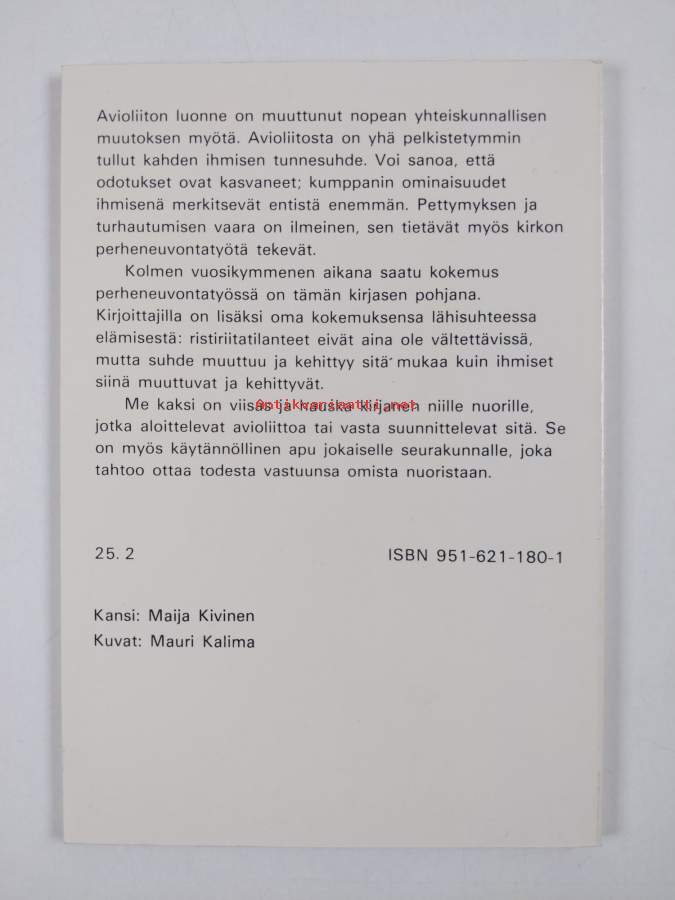 Avioliiton luonne on muuttunut nopean yhteiskunnallisen
muutoksen myötä. Avioliitosta on yhä pelkistetymmin
tullut kahden ihmisen tunnesuhde. Voi sanoa, että
odotukset ovat kasvaneet; kumppanin ominaisuudet
ihmisenä merkitsevät entistä enemmän. Pettymyksen ja
turhautumisen vaara on ilmeinen, sen tietävät myös kirkon
perheneuvontatyötä tekevät.
Kolmen vuosikymmenen aikana saatu kokemus
perheneuvontatyössä on tämän kirjasen pohjana.
Kirjoittajilla on lisäksi oma kokemuksensa lähisuhteessa
elämisestä: ristiriitatilanteet eivät aina ole vältettävissä,
mutta suhde muuttuu ja kehittyy sitä mukaa kuin ihmiset
siinä muuttuvat ja kehittyvät.
Me kaksi on viisas ja hauska kirjanen niille nuorille,
Antikvariaatti.net
jotka aloittelevat avioliittoa tai vasta suunnittelevat sitä. Se
on myös käytännöllinen apu jokaiselle seurakunnalle, joka
tahtoo ottaa todesta vastuunsa omista nuoristaan.
25. 2
ISBN 951-621-180-1
Kansi: Maija Kivinen
Kuvat: Mauri Kalima